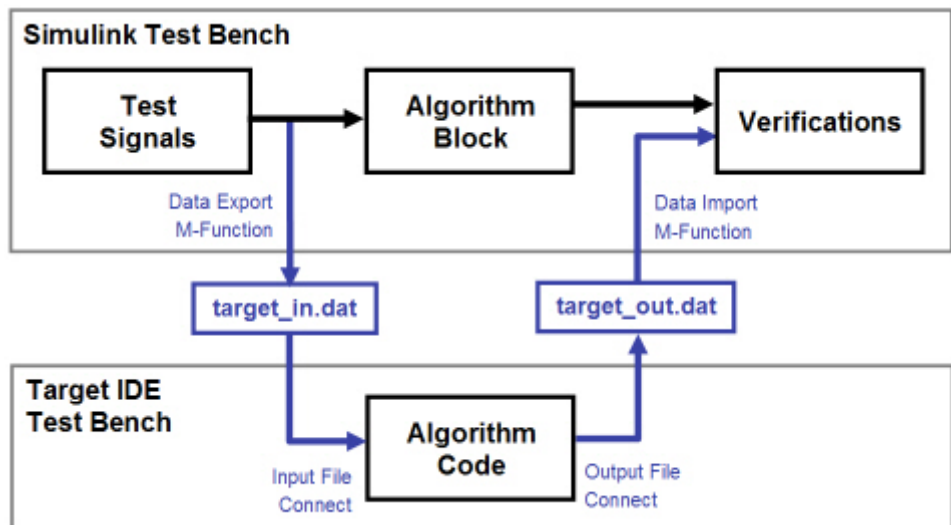 Simulink Test Bench
Test
Signals
Algorithm
Block
Verifications
Data Export
M-Function
Data Import
M-Function
target_in.dat
target_out.dat
Target IDE
Test Bench
Algorithm
Code
Input File
Connect
Output File
Connect